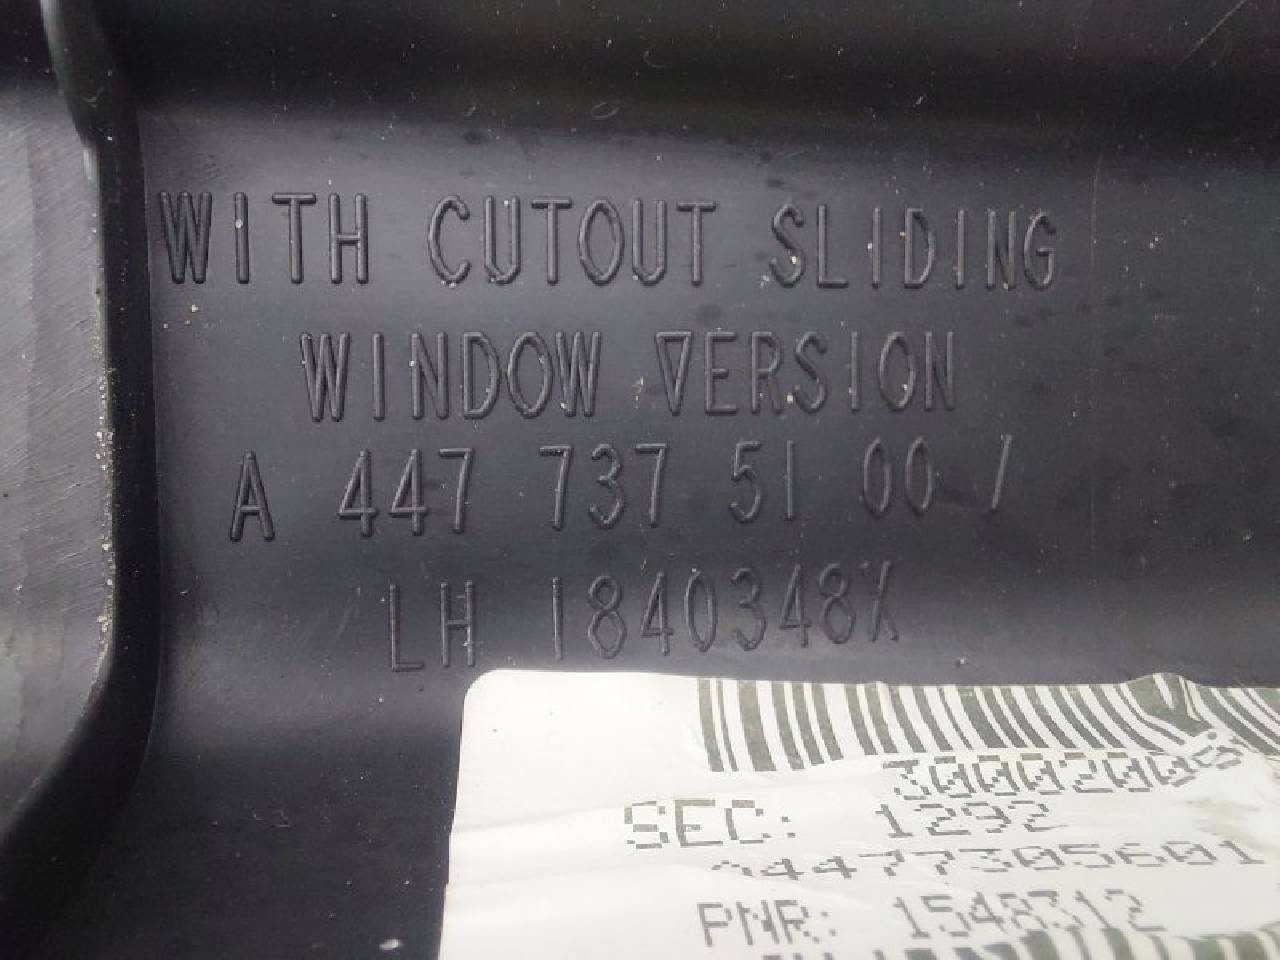 WITH CUTOUT SLIDING
WINDOW VERSION
A 447 737 51 00 /
LH 1840348X
3000200
SEC: 1292
A4477305601
PNR: 1548312